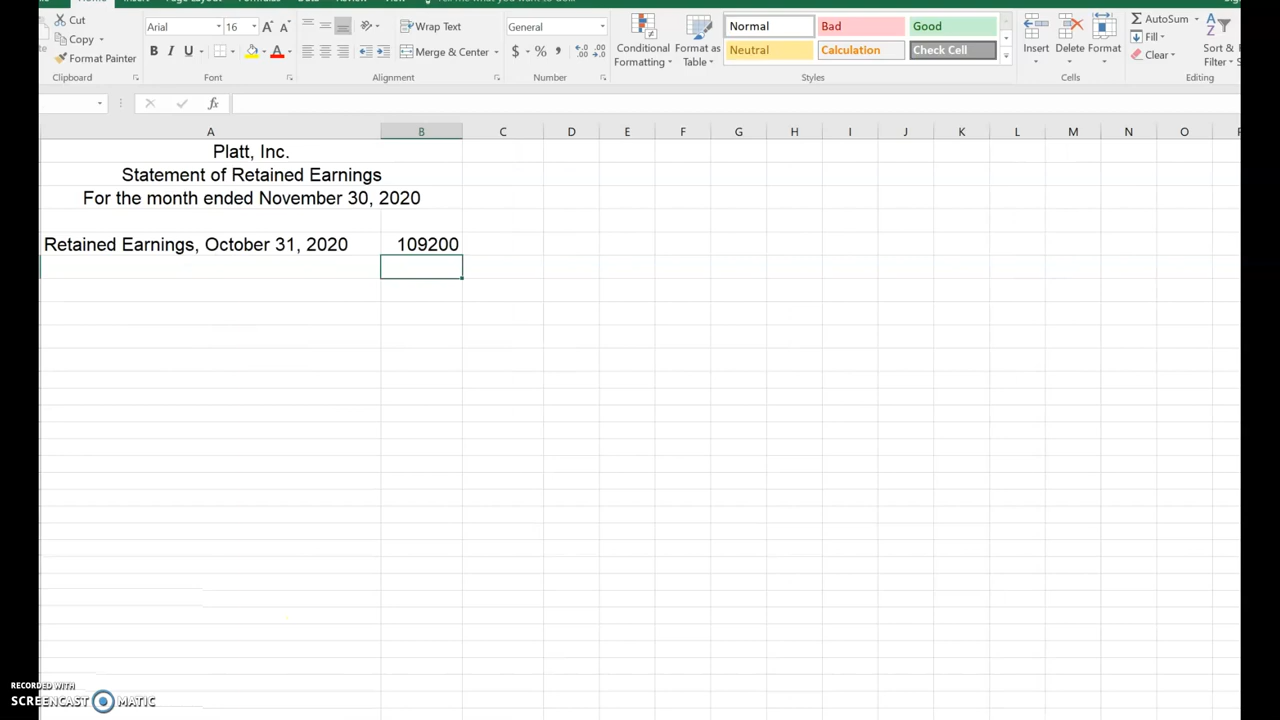 Cut
Copy
Format Painter
Clipboard
Arial
16
A A
B I U
A
Font
Wrap Text
Merge & Center
Alignment
General
$ % ,
Number
Conditional Formatting
Format as Table
Normal
Bad
Good
Neutral
Calculation
Check Cell
Styles
Insert
Delete
Format
Cells
AutoSum
Fill
Clear
Sort & Filter
Editing
fx
A B C D E F G H I J K L M N O
Platt, Inc.
Statement of Retained Earnings
For the month ended November 30, 2020
Retained Earnings, October 31, 2020 109200
RECORDED WITH
SCREENCAST MATIC